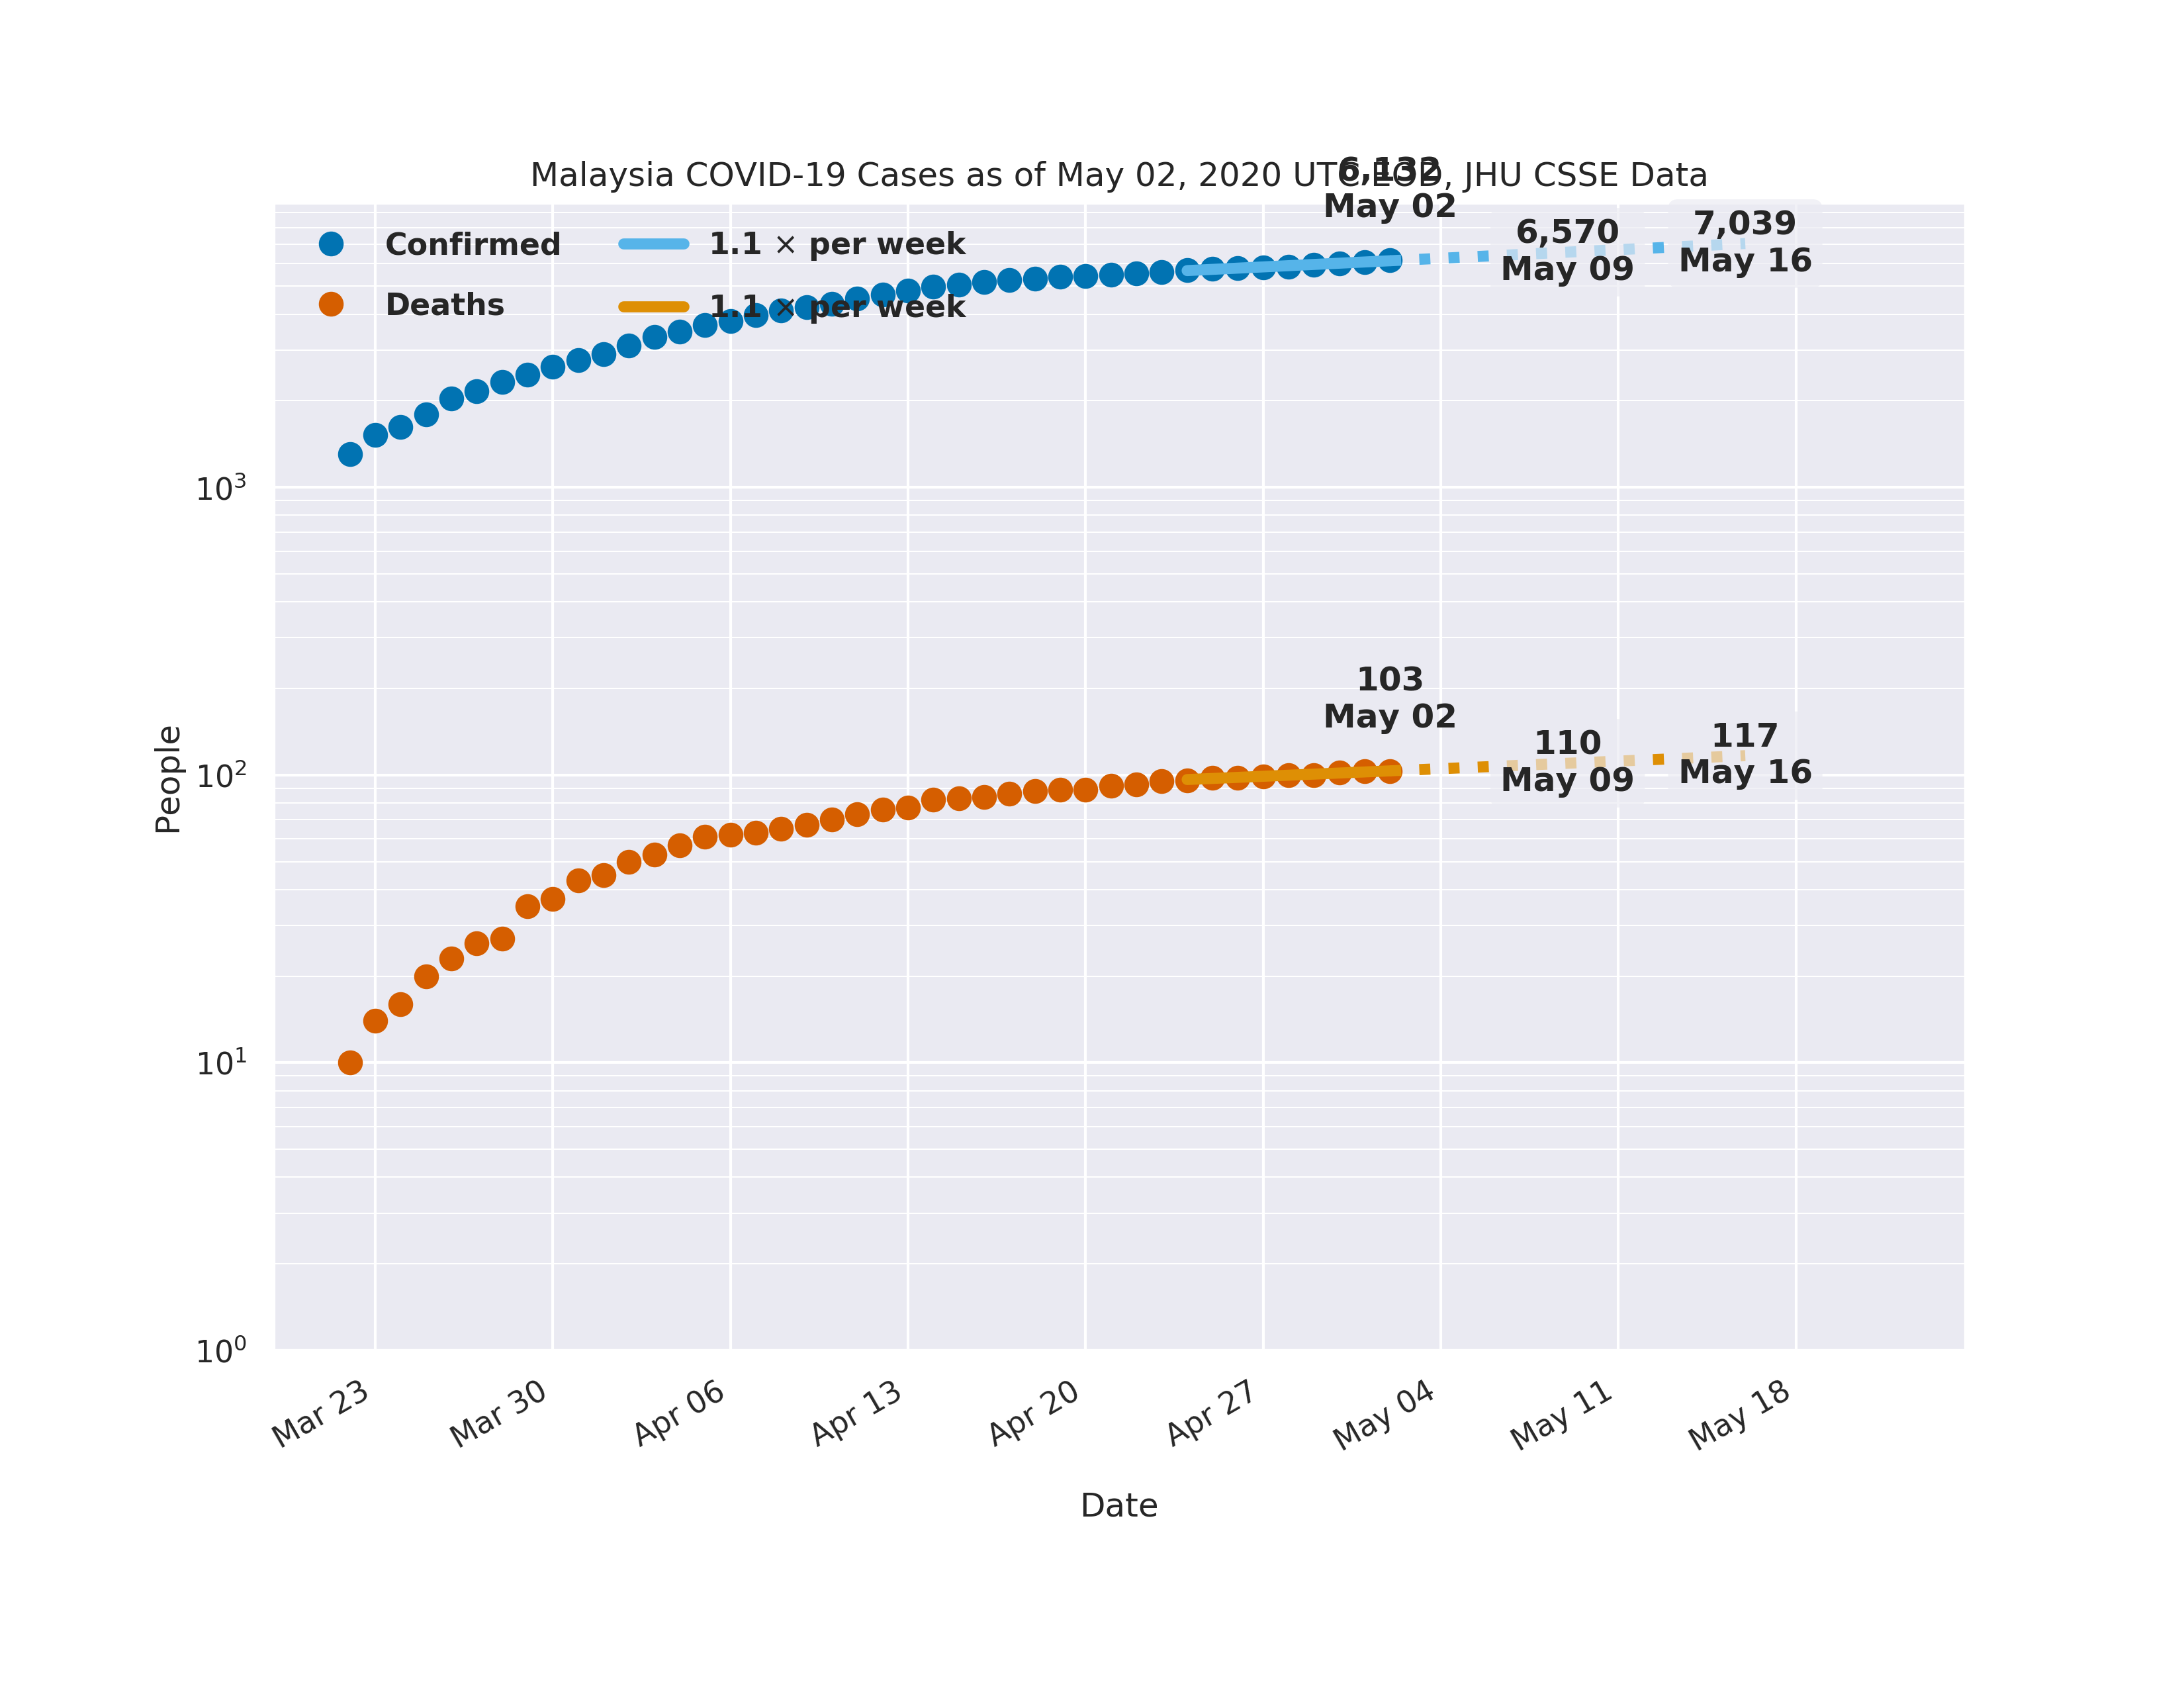 Malaysia COVID-19 Cases as of May 02, 2020 UTC EOD, JHU CSSE Data
6,132
May 02
6,570
May 09
7,039
May 16
Confirmed
Deaths
1.1 × per week
1.1 × per week
103
May 02
110
May 09
117
May 16
People
10³
10²
10¹
10⁰
Mar 23
Mar 30
Apr 06
Apr 13
Apr 20
Apr 27
May 04
May 11
May 18
Date